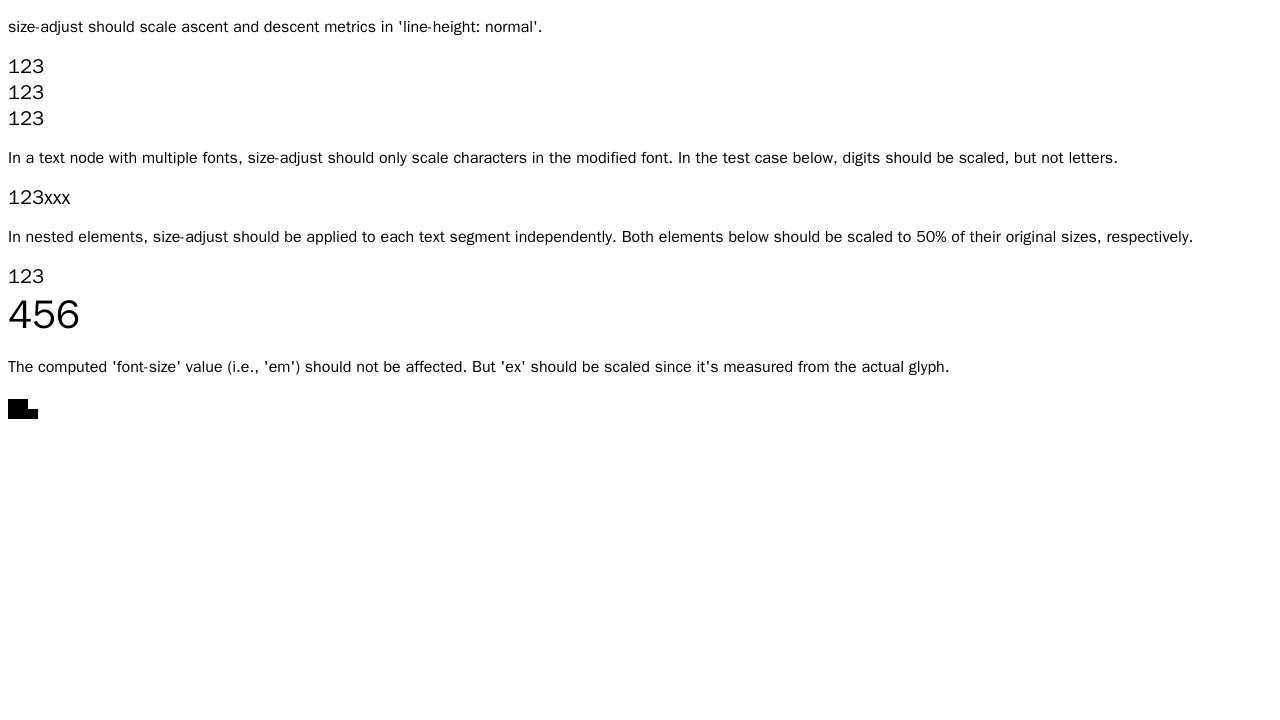 size-adjust should scale ascent and descent metrics in 'line-height: normal'.
123
123
123
In a text node with multiple fonts, size-adjust should only scale characters in the modified font. In the test case below, digits should be scaled, but not letters.
123xxx
In nested elements, size-adjust should be applied to each text segment independently. Both elements below should be scaled to 50% of their original sizes, respectively.
123
456
The computed 'font-size' value (i.e., 'em') should not be affected. But 'ex' should be scaled since it's measured from the actual glyph.